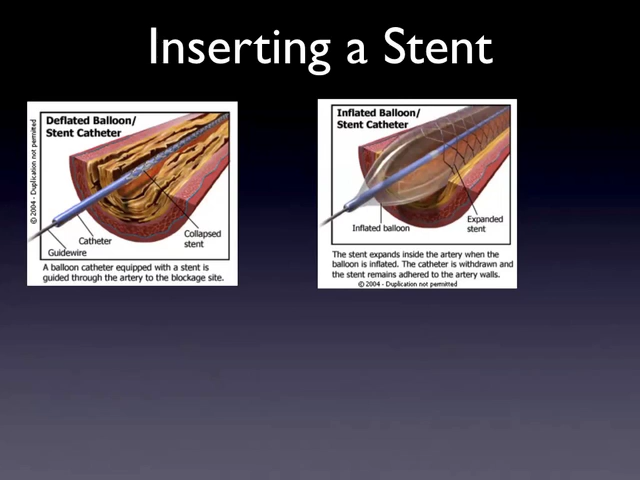 Inserting a Stent
© 2004 - Duplication not permitted
Deflated Balloon/
Stent Catheter
Collapsed
stent
Catheter
Guidewire
A balloon catheter equipped with a stent is
guided through the artery to the blockage site.
Inflated Balloon/
Stent Catheter
Expanded
stent
Inflated balloon
The stent expands inside the artery when the
balloon is inflated. The catheter is withdrawn and
the stent remains adhered to the artery walls.
© 2004 - Duplication not permitted